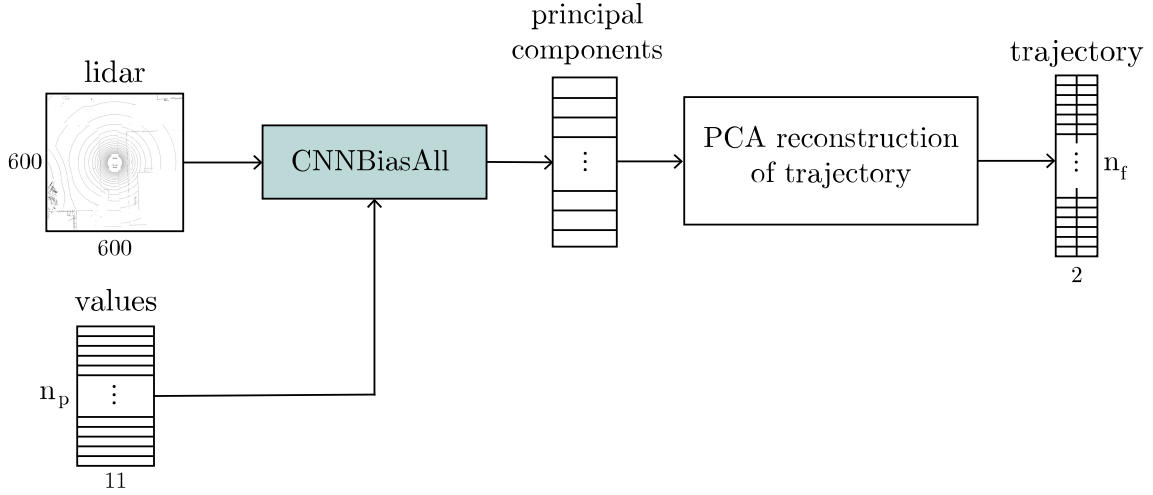 principal
components
trajectory
lidar
600
CNNBiasAll
⋮
PCA reconstruction
of trajectory
⋮
n_f
600
2
values
n_p
⋮
11